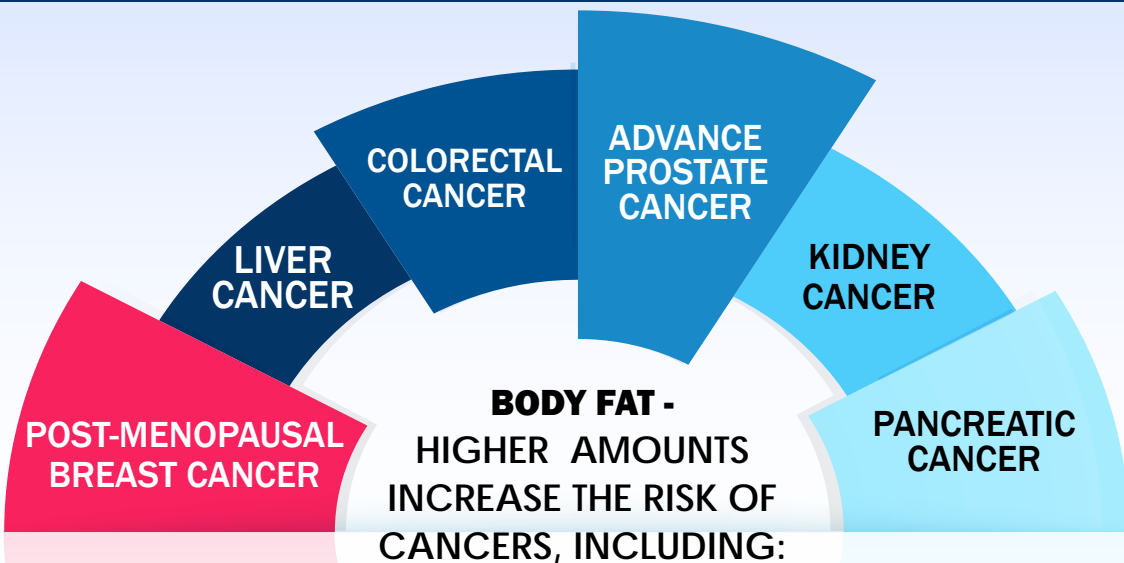 POST-MENOPAUSAL
BREAST CANCER
LIVER
CANCER
COLORECTAL
CANCER
ADVANCE
PROSTATE
CANCER
KIDNEY
CANCER
PANCREATIC
CANCER
BODY FAT -
HIGHER AMOUNTS
INCREASE THE RISK OF
CANCERS, INCLUDING: